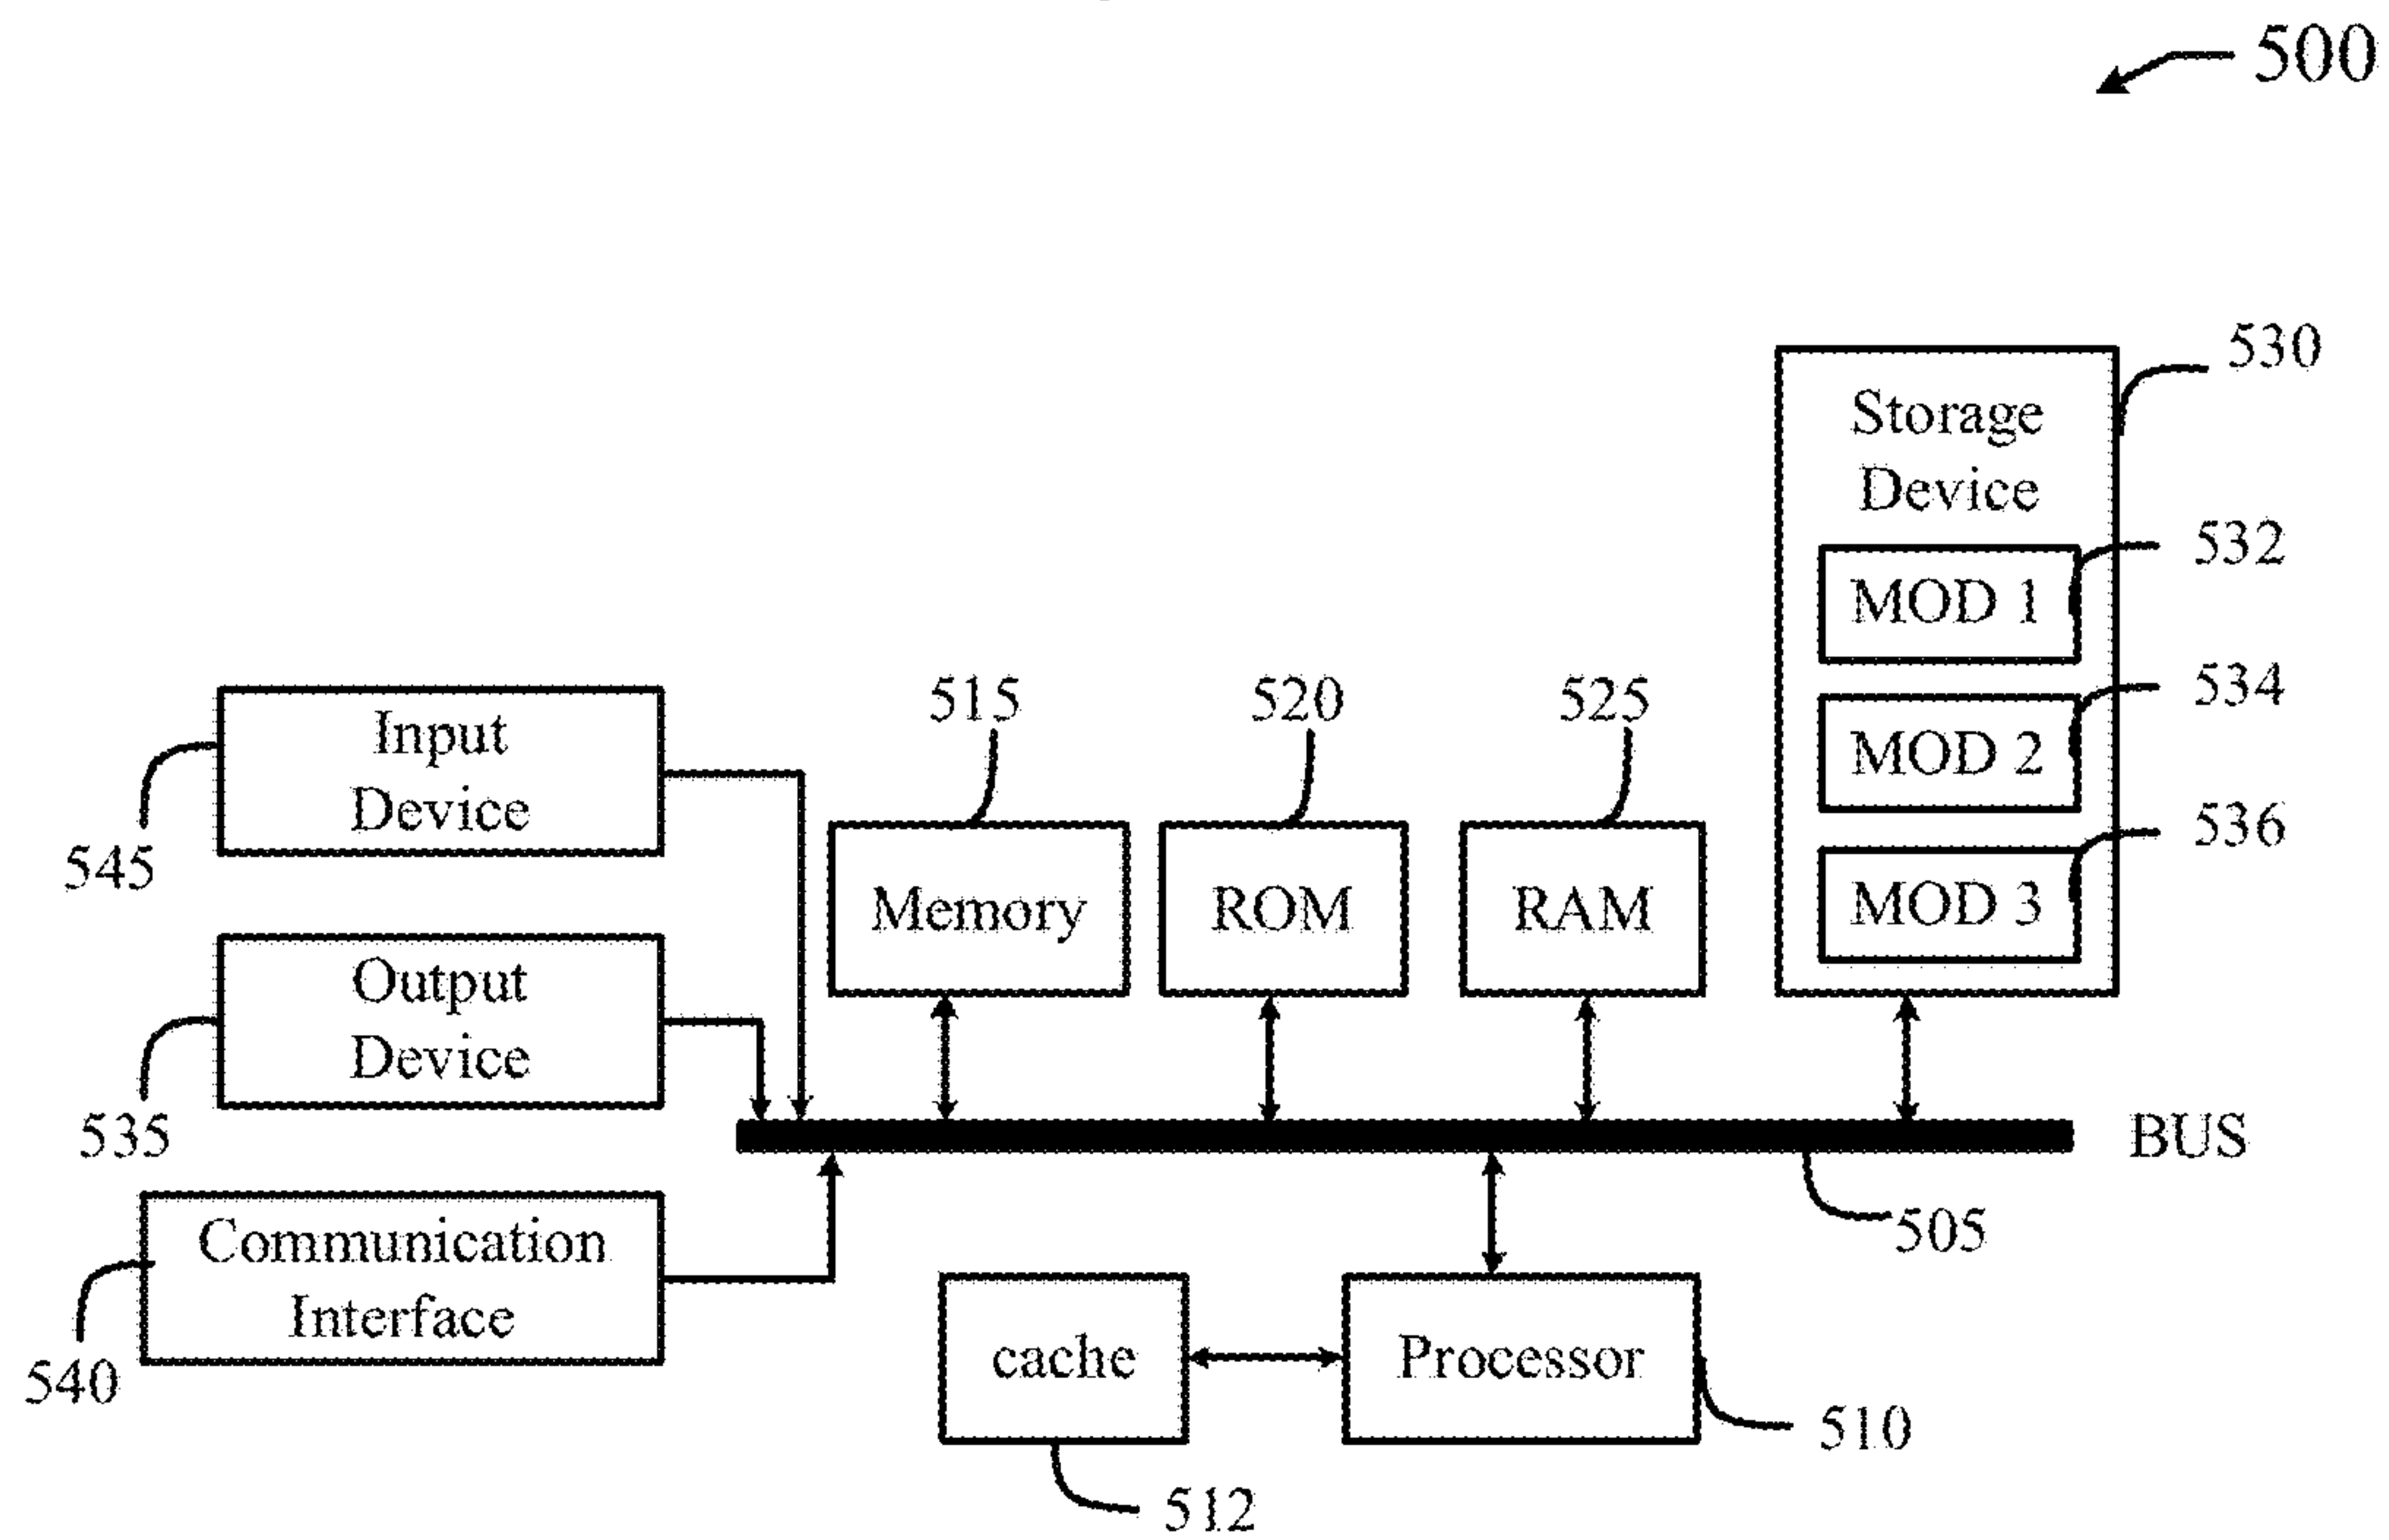 500
530
Storage
Device
532
MOD 1
534
MOD 2
536
MOD 3
515
520
525
Input
Device
545
Memory
ROM
RAM
Output
Device
535
BUS
505
Communication
Interface
540
cache
Processor
510
512